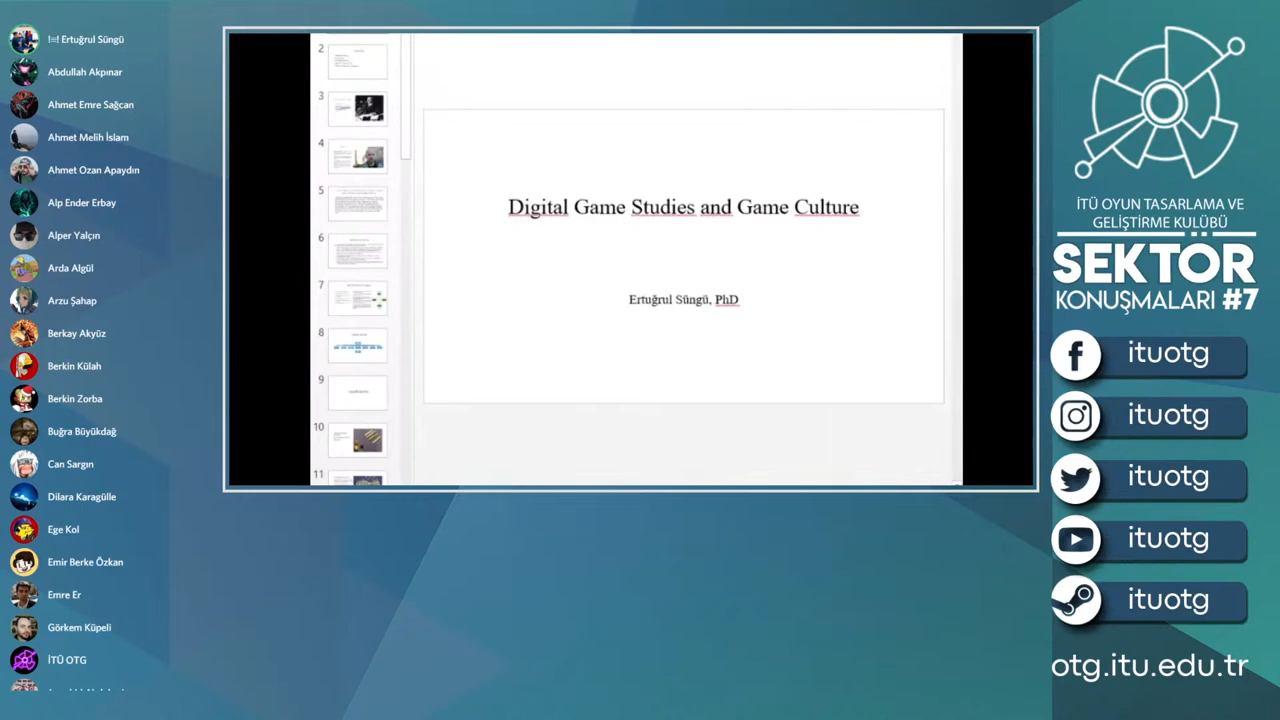 !=! Ertuğrul Süngü
Abdullah Akpınar
Ahmet Emre Sağcan
Ahmet Melih İslam
Ahmet Ozan Apaydın
Alp Ender Erbay
Alper Yalçın
Arda Algül
Arzu Şahap
Berkay Akyüz
Berkin Külah
Berkin Zorba
Buğra Büyükdağ
Can Sargın
Dilara Karagülle
Ege Kol
Emir Berke Özkan
Emre Er
Görkem Küpeli
İTÜ OTG
2
3
4
5
6
7
8
9
10
11
Digital Game Studies and Game Culture
Ertuğrul Süngü, PhD
İTÜ OYUN TASARLAMA VE
GELİŞTİRME KULÜBÜ
SEKTÖR
KONUŞMALARI #7
ituotg
ituotg
ituotg
ituotg
ituotg
otg.itu.edu.tr